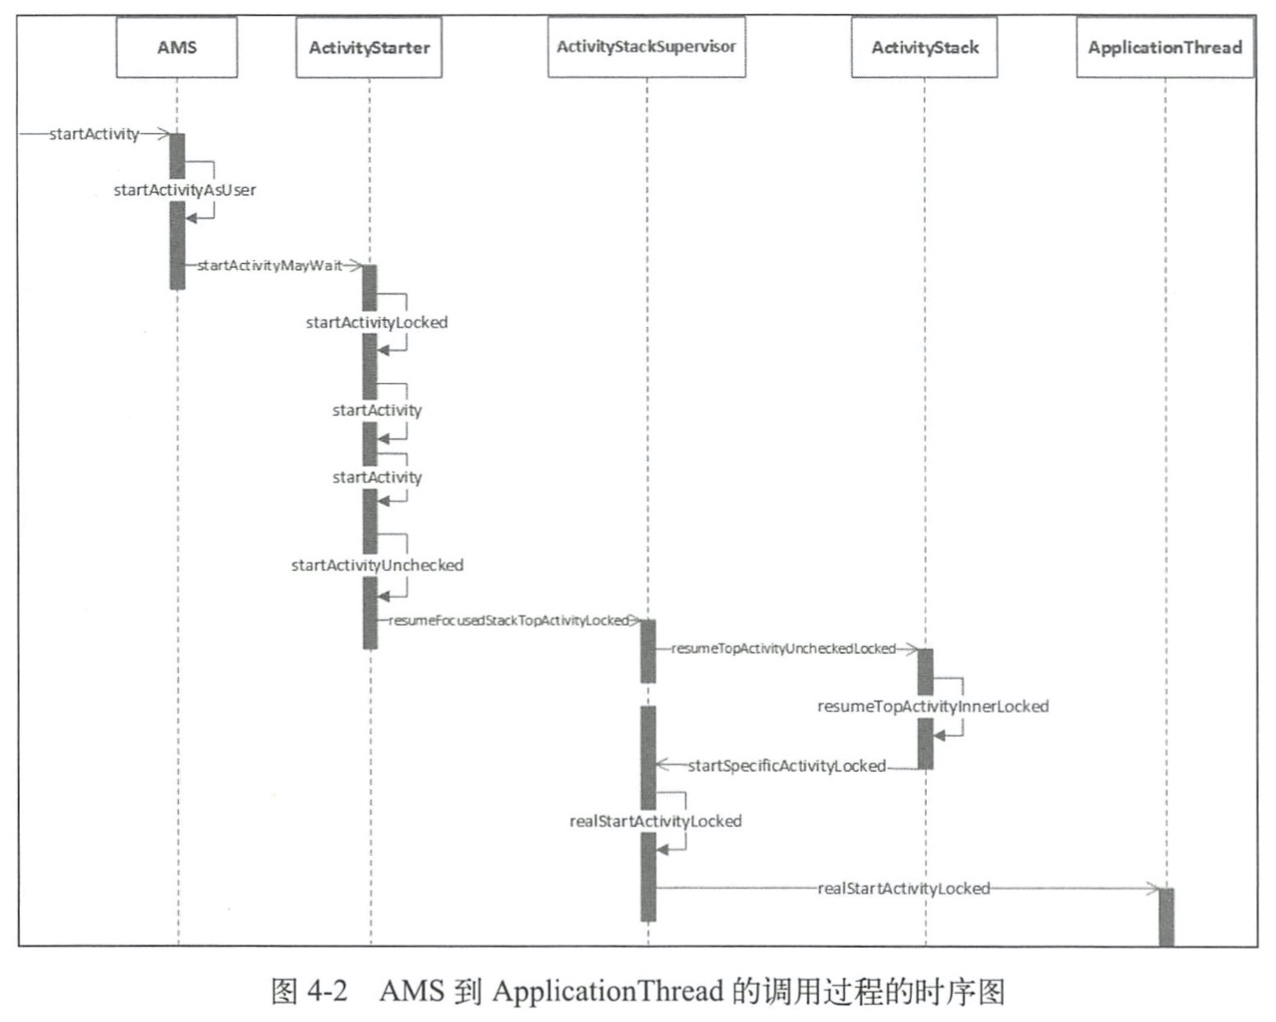 AMS
ActivityStarter
ActivityStackSupervisor
ActivityStack
ApplicationThread
startActivity
startActivityAsUser
startActivityMayWait
startActivityLocked
startActivity
startActivity
startActivityUnchecked
resumeFocusedStackTopActivityLocked
resumeTopActivityUncheckedLocked
resumeTopActivityInnerLocked
startSpecificActivityLocked
realStartActivityLocked
realStartActivityLocked
图 4-2 AMS 到 ApplicationThread 的调用过程的时序图